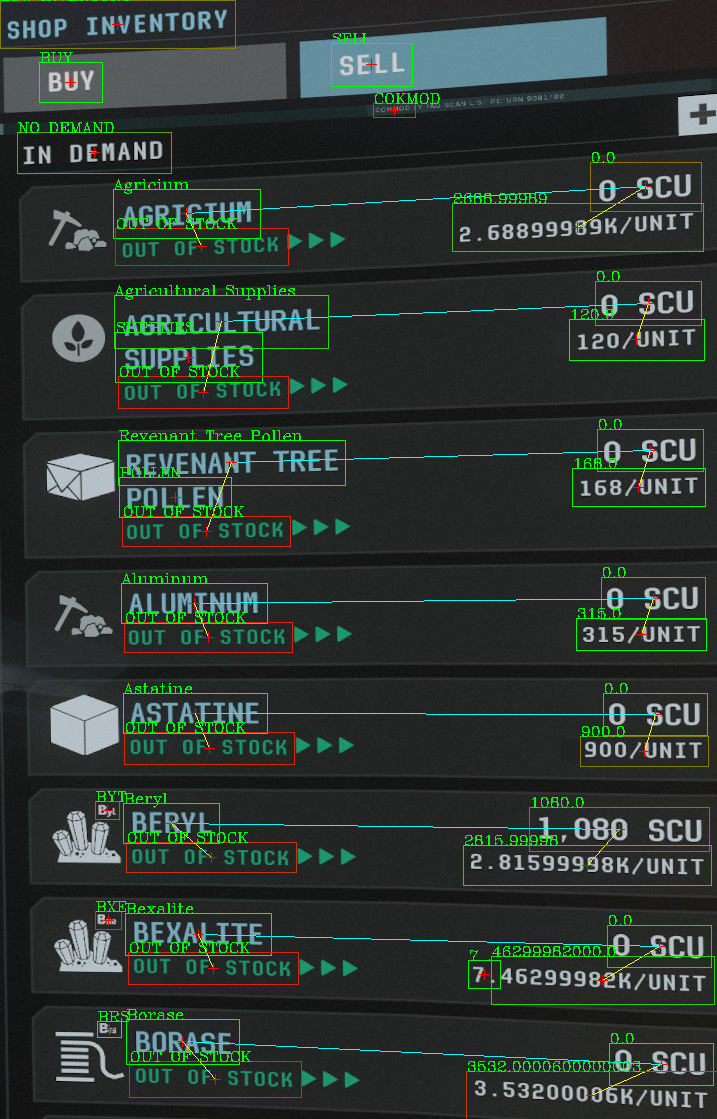 SHOP INVENTORY
BUY
BUY
SELL
SELL
COKMOD
NO DEMAND
IN DEMAND
Agricium
0.0
AGRICIUM
0 SCU
2688.99989
OUT OF STOCK
OUT OF STOCK
2.68899989K/UNIT
Agricultural Supplies
0.0
AGRICULTURAL
0 SCU
120.0
SUPPLIES
120/UNIT
OUT OF STOCK
OUT OF STOCK
Revenant Tree Pollen
0.0
REVENANT TREE
0 SCU
168.0
POLLEN
POLLEN
168/UNIT
OUT OF STOCK
OUT OF STOCK
Aluminum
0.0
ALUMINUM
0 SCU
315.0
OUT OF STOCK
OUT OF STOCK
315/UNIT
Astatine
0.0
ASTATINE
0 SCU
900.0
OUT OF STOCK
OUT OF STOCK
900/UNIT
BYT
Beryl
1080.0
Byl
BERYL
1,080 SCU
2815.99998
OUT OF STOCK
OUT OF STOCK
2.81599998K/UNIT
BXE
Bexalite
0.0
BEXALITE
0 SCU
7
.46299982000.0
OUT OF STOCK
OUT OF STOCK
7.46299982K/UNIT
BRS
Borase
0.0
BORASE
0 SCU
OUT OF STOCK
OUT OF STOCK
3.53200006K/UNIT